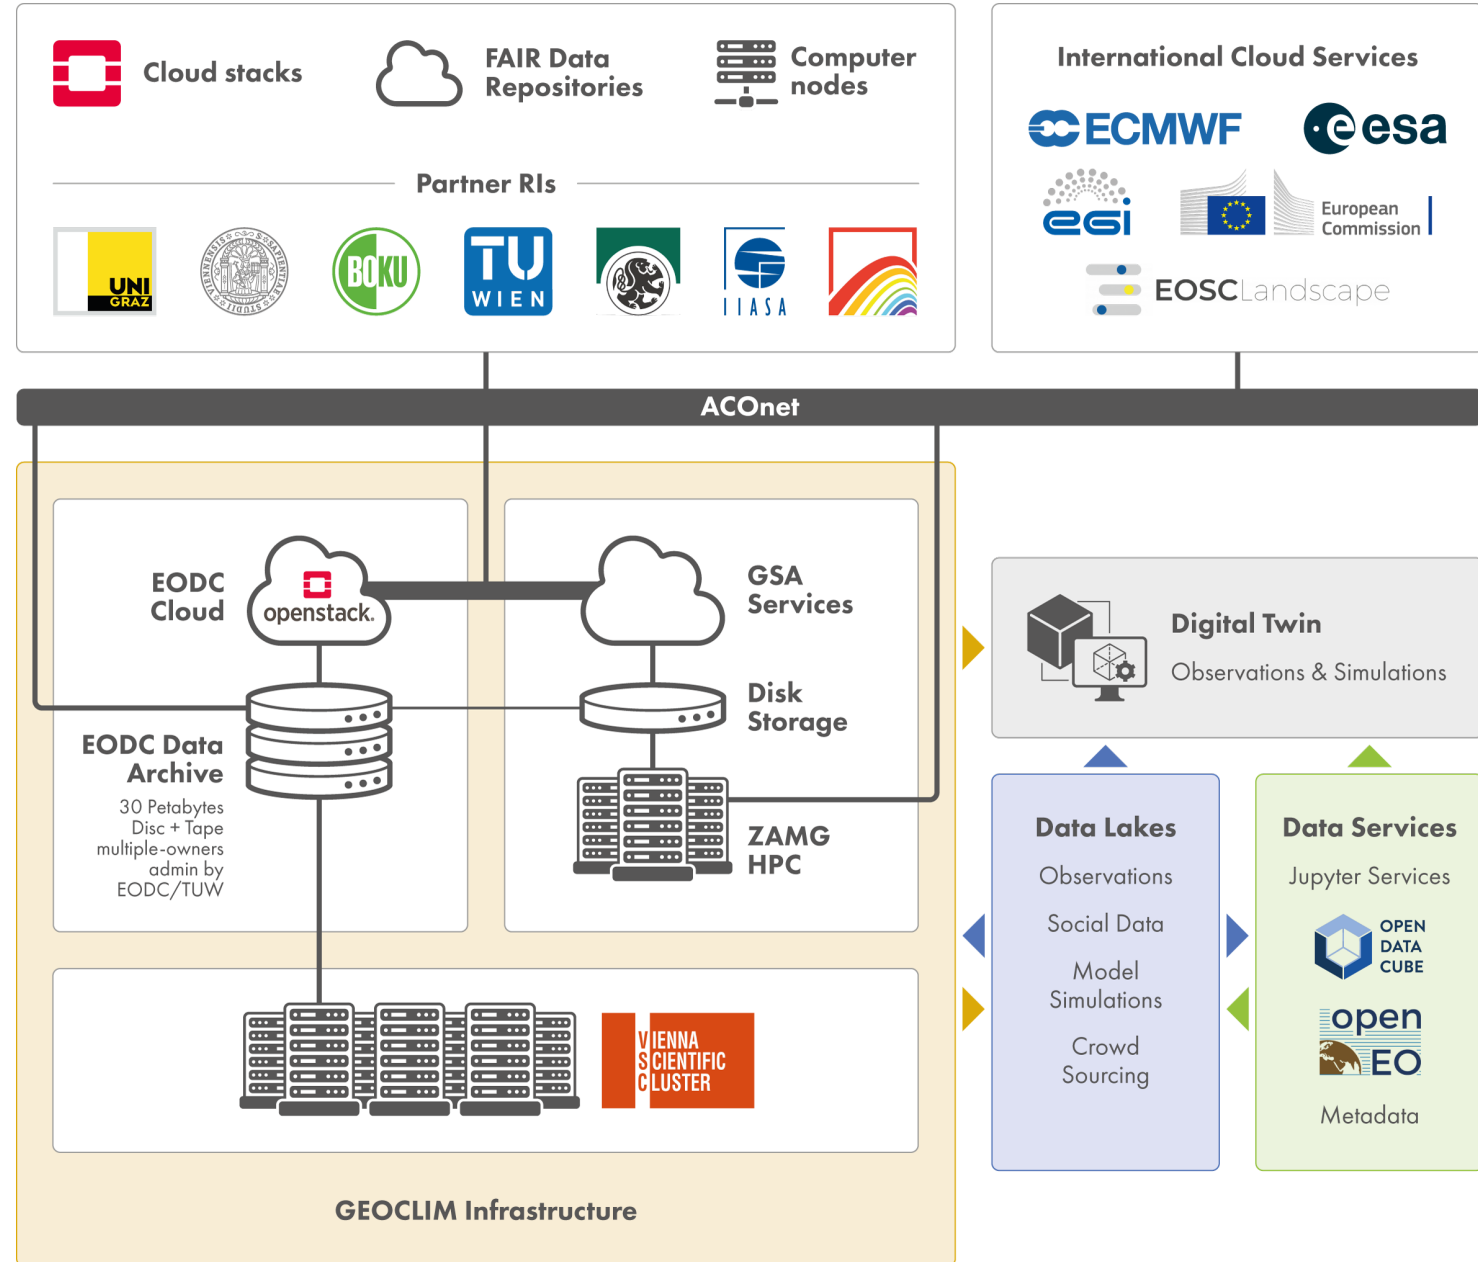 Cloud stacks
FAIR Data
Repositories
Computer
nodes
Partner RIs
UNI
GRAZ
BOKU
TU
WIEN
IIASA
International Cloud Services
ECMWF
esa
egi
European
Commission
EOSCLandscape
ACOnet
EODC
Cloud
openstack.
GSA
Services
Disk
Storage
EODC Data
Archive
30 Petabytes
Disc + Tape
multiple-owners
admin by
EODC/TUW
ZAMG
HPC
VIENNA
SCIENTIFIC
CLUSTER
GEOCLIM Infrastructure
Digital Twin
Observations & Simulations
Data Lakes
Observations
Social Data
Model
Simulations
Crowd
Sourcing
Data Services
Jupyter Services
OPEN
DATA
CUBE
open
EO
Metadata